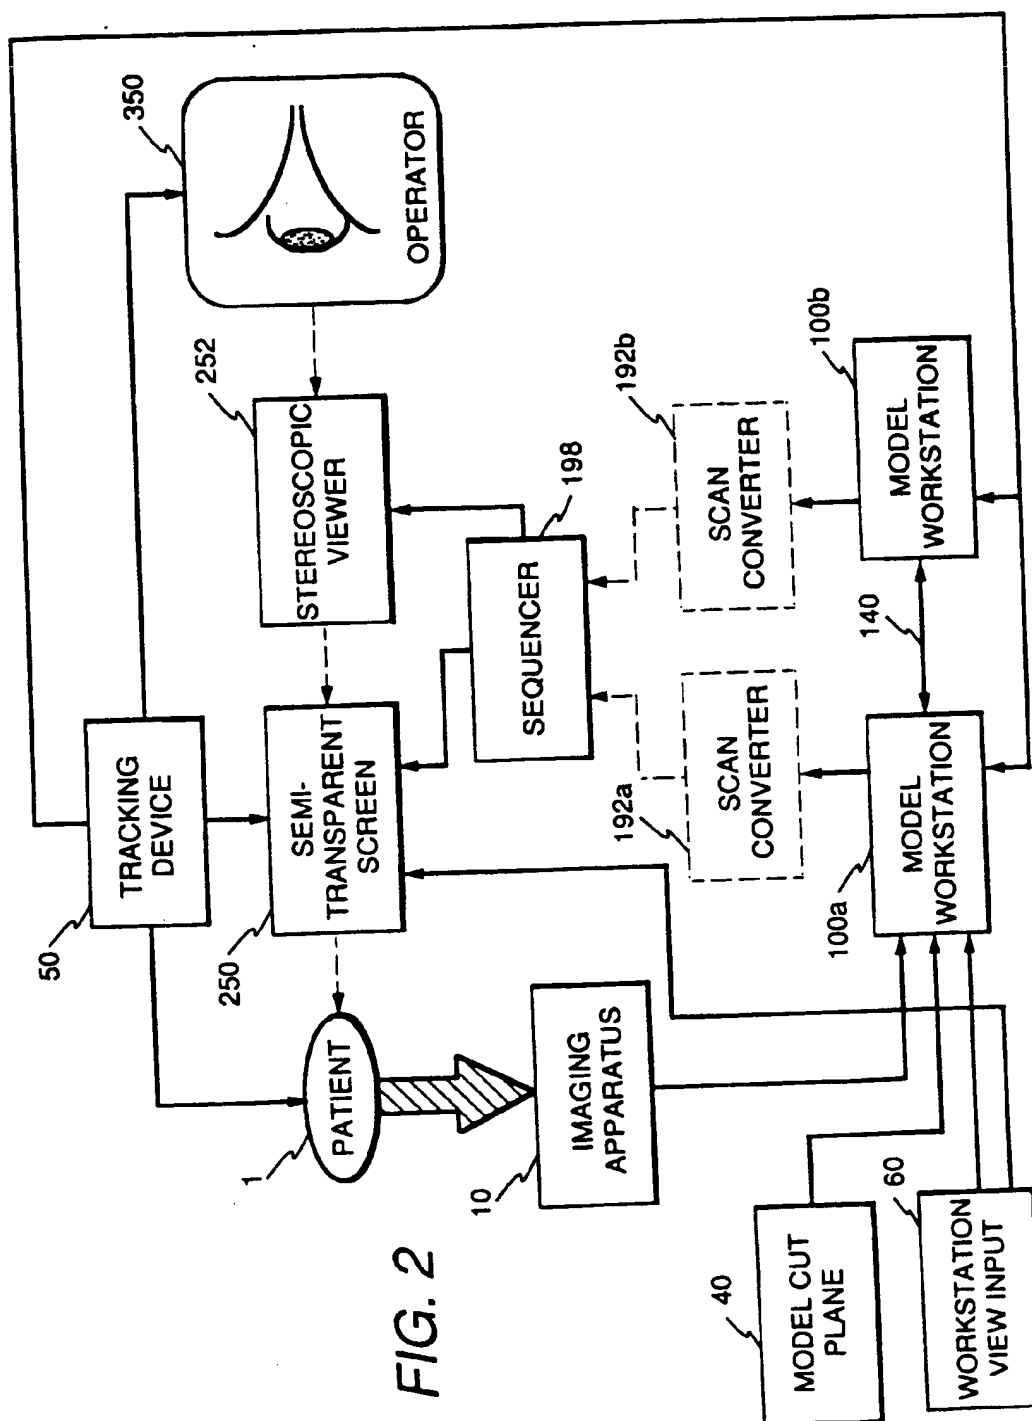 FIG. 2
1
PATIENT
50
TRACKING
DEVICE
350
OPERATOR
250
SEMI-
TRANSPARENT
SCREEN
252
STEREOSCOPIC
VIEWER
10
IMAGING
APPARATUS
SEQUENCER
198
192a
SCAN
CONVERTER
192b
SCAN
CONVERTER
40
MODEL CUT
PLANE
60
WORKSTATION
VIEW INPUT
100a
MODEL
WORKSTATION
140
100b
MODEL
WORKSTATION